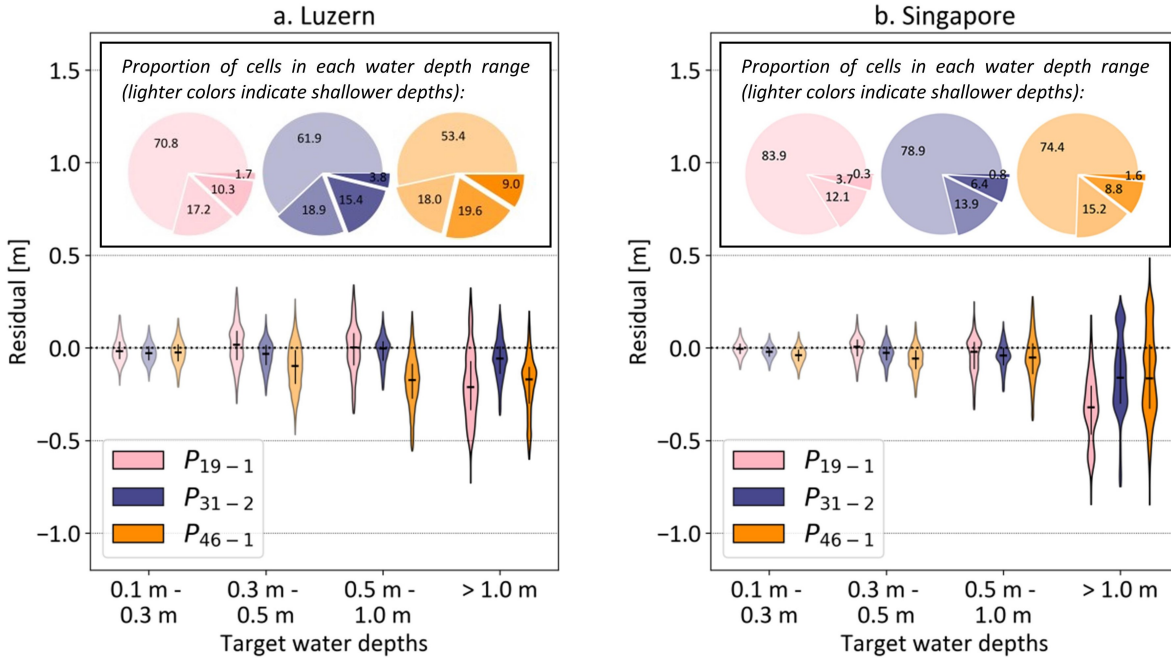 a. Luzern
Proportion of cells in each water depth range
(lighter colors indicate shallower depths):
70.8
1.7
10.3
17.2
61.9
3.8
15.4
18.9
53.4
9.0
19.6
18.0
1.5
1.0
0.5
0.0
−0.5
−1.0
Residual [m]
P19−1
P31−2
P46−1
0.1 m -
0.3 m
0.3 m -
0.5 m
0.5 m -
1.0 m
> 1.0 m
Target water depths
b. Singapore
Proportion of cells in each water depth range
(lighter colors indicate shallower depths):
83.9
0.3
3.7
12.1
78.9
0.8
6.4
13.9
74.4
1.6
8.8
15.2
1.5
1.0
0.5
0.0
−0.5
−1.0
Residual [m]
P19−1
P31−2
P46−1
0.1 m -
0.3 m
0.3 m -
0.5 m
0.5 m -
1.0 m
> 1.0 m
Target water depths